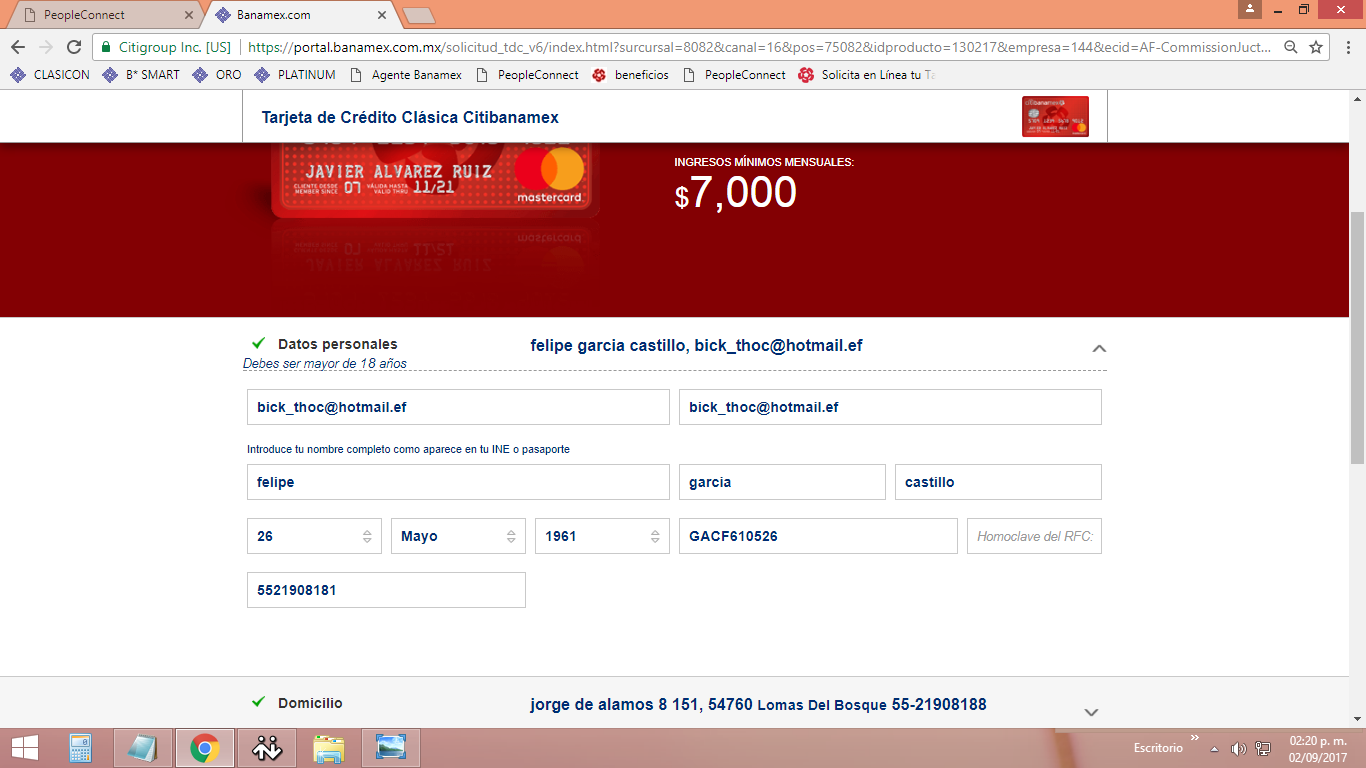 PeopleConnect
Banamex.com
Citigroup Inc. [US]
https://portal.banamex.com.mx/solicitud_tdc_v6/index.html?surcursal=8082&canal=16&pos=75082&idproducto=130217&empresa=144&ecid=AF-CommissionJuct...
CLASICON
B* SMART
ORO
PLATINUM
Agente Banamex
PeopleConnect
beneficios
PeopleConnect
Solicita en Línea tu Ta
Tarjeta de Crédito Clásica Citibanamex
JAVIER ALVAREZ RUIZ
CLIENTE DESDE
MEMBER SINCE
07
VÁLIDA HASTA
VALID THRU
11/21
mastercard
INGRESOS MÍNIMOS MENSUALES:
$7,000
Datos personales
felipe garcia castillo, bick_thoc@hotmail.ef
Debes ser mayor de 18 años
bick_thoc@hotmail.ef
bick_thoc@hotmail.ef
Introduce tu nombre completo como aparece en tu INE o pasaporte
felipe
garcia
castillo
26
Mayo
1961
GACF610526
Homoclave del RFC:
5521908181
Domicilio
jorge de alamos 8 151, 54760 Lomas Del Bosque 55-21908188
Escritorio
02:20 p. m.
02/09/2017